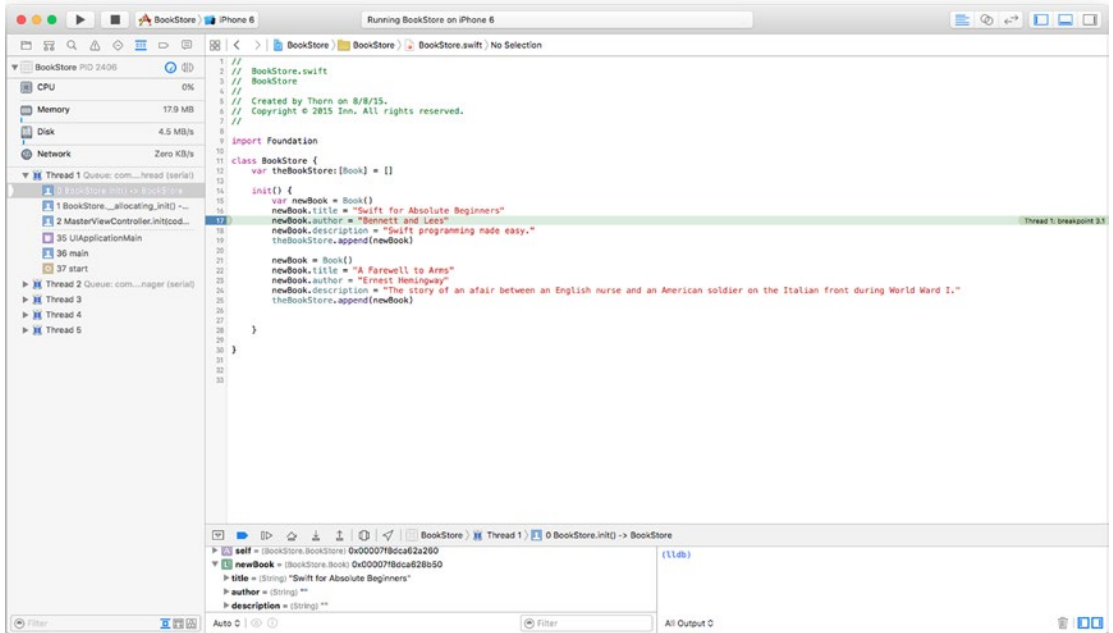 BookStore iPhone 6 Running BookStore on iPhone 6
BookStore BookStore BookStore.swift No Selection
BookStore PID 2406
CPU 0%
Memory 17.9 MB
Disk 4.5 MB/s
Network Zero KB/s
Thread 1 Queue: com....hread (serial)
0 BookStore.init() -> BookStore
1 BookStore.__allocating_init() -...
2 MasterViewController.init(cod...
35 UIApplicationMain
36 main
37 start
Thread 2 Queue: com....nager (serial)
Thread 3
Thread 4
Thread 5
Filter
1 //
2 // BookStore.swift
3 // BookStore
4 //
5 // Created by Thorn on 8/8/15.
6 // Copyright © 2015 Inn. All rights reserved.
7 //
8
9 import Foundation
10
11 class BookStore {
12 var theBookStore:[Book] = []
13
14 init() {
15 var newBook = Book()
16 newBook.title = "Swift for Absolute Beginners"
17 newBook.author = "Bennett and Lees" Thread 1: breakpoint 3.1
18 newBook.description = "Swift programming made easy."
19 theBookStore.append(newBook)
20
21 newBook = Book()
22 newBook.title = "A Farewell to Arms"
23 newBook.author = "Ernest Hemingway"
24 newBook.description = "The story of an afair between an English nurse and an American soldier on the Italian front during World Ward I."
25 theBookStore.append(newBook)
26
27
28 }
29
30 }
31
32
33
BookStore Thread 1 0 BookStore.init() -> BookStore
self = (BookStore.BookStore) 0x00007f8dca62a260
newBook = (BookStore.Book) 0x00007f8dca628b50
title = (String) "Swift for Absolute Beginners"
author = (String) ""
description = (String) ""
Auto Filter
(lldb)
All Output